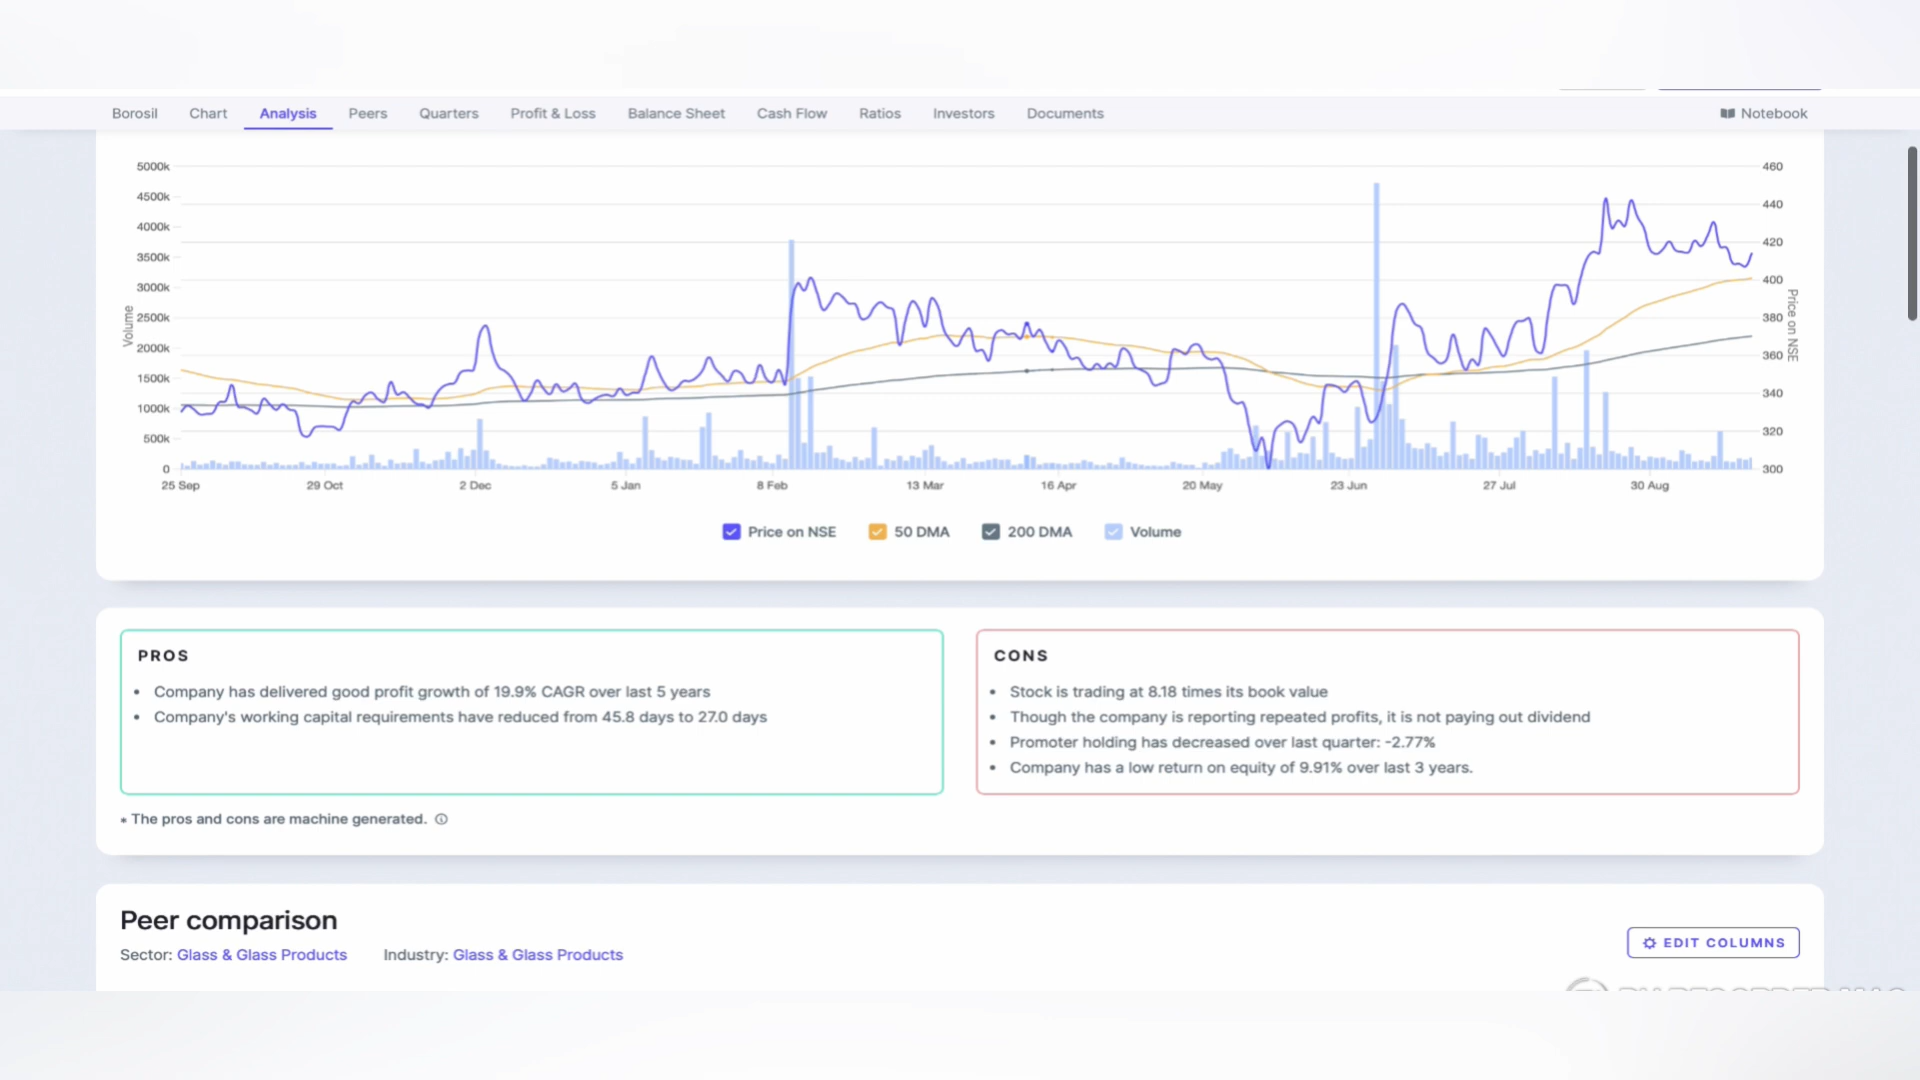 Borosil Chart Analysis Peers Quarters Profit & Loss Balance Sheet Cash Flow Ratios Investors Documents Notebook
5000k 460
4500k
440
4000k
420
3500k
400
3000k
380
2500k
360
2000k
1500k
340
1000k
320
500k
0 300
Volume
Price on NSE
25 Sep 29 Oct 2 Dec 5 Jan 8 Feb 13 Mar 16 Apr 20 May 23 Jun 27 Jul 30 Aug
Price on NSE 50 DMA 200 DMA Volume
PROS
• Company has delivered good profit growth of 19.9% CAGR over last 5 years
• Company's working capital requirements have reduced from 45.8 days to 27.0 days
CONS
• Stock is trading at 8.18 times its book value
• Though the company is reporting repeated profits, it is not paying out dividend
• Promoter holding has decreased over last quarter: -2.77%
• Company has a low return on equity of 9.91% over last 3 years.
* The pros and cons are machine generated.
Peer comparison
Sector: Glass & Glass Products Industry: Glass & Glass Products
EDIT COLUMNS